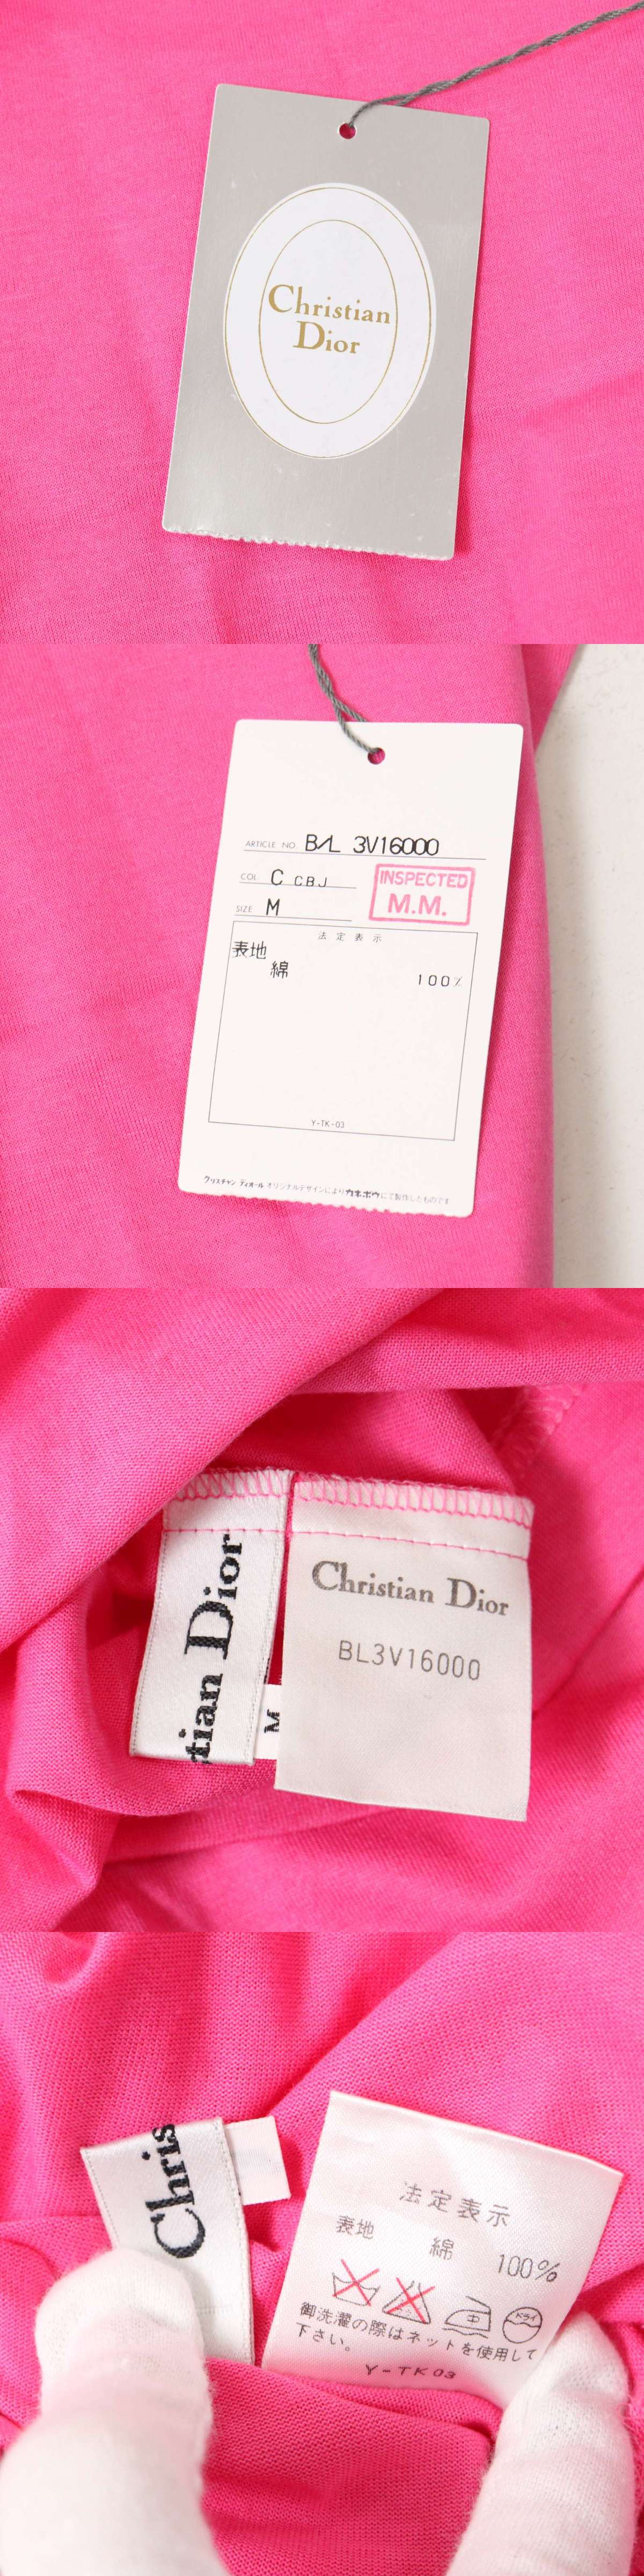 Christian
Dior
ARTICLE NO. B/L 3V16000
COL C CBJ
INSPECTED
M.M.
SIZE M
法定表示
表地
綿 100%
Y-TK-03
クリスチャン ディオール オリジナルデザインによりカネボウにて製作したものです
tian Dior
M
Christian Dior
BL3V16000
Chris
法定表示
表地 綿 100%
ドライ
御洗濯の際はネットを使用して
下さい。
Y-TK03